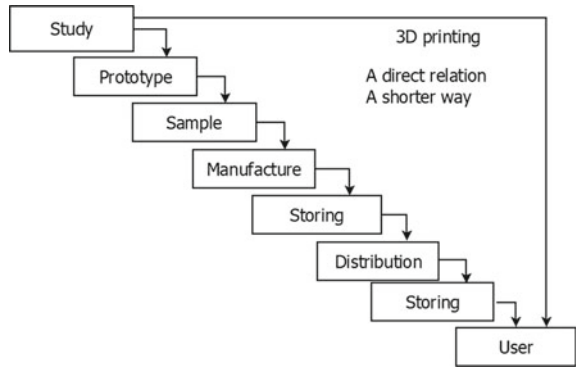 Study
3D printing
Prototype
A direct relation
A shorter way
Sample
Manufacture
Storing
Distribution
Storing
User